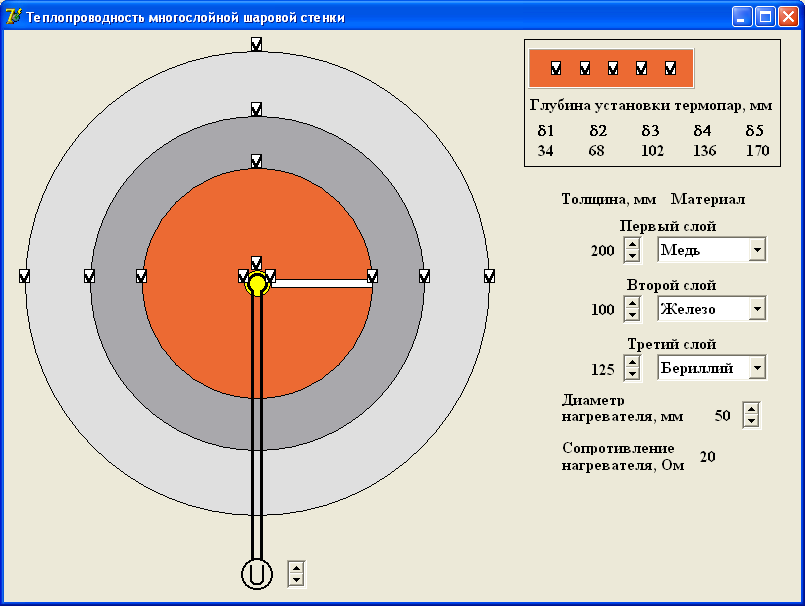 Теплопроводность многослойной шаровой стенки
Глубина установки термопар, мм
δ1 δ2 δ3 δ4 δ5
34 68 102 136 170
Толщина, мм Материал
Первый слой
200 Медь
Второй слой
100 Железо
Третий слой
125 Бериллий
Диаметр
нагревателя, мм 50
Сопротивление
нагревателя, Ом 20
U